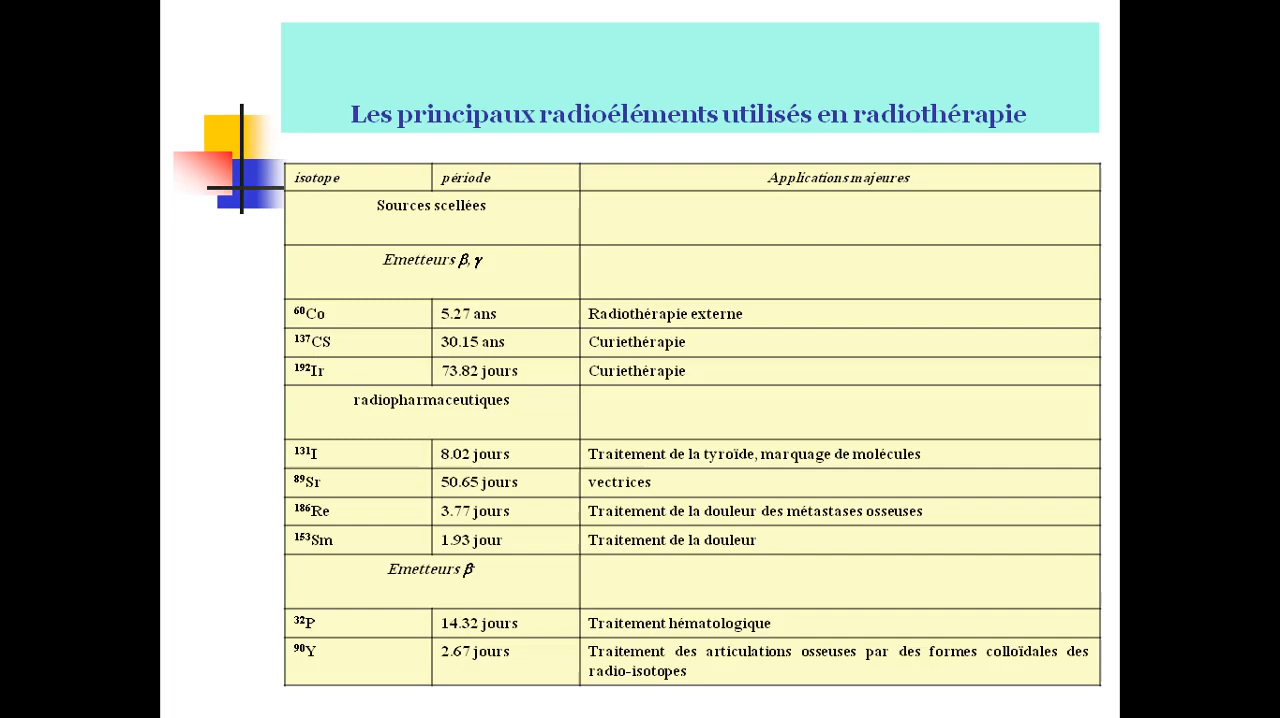 Les principaux radioéléments utilisés en radiothérapie
isotope période Applications majeures
Sources scellées
Emetteurs β, γ
⁶⁰Co 5.27 ans Radiothérapie externe
¹³⁷CS 30.15 ans Curiethérapie
¹⁹²Ir 73.82 jours Curiethérapie
radiopharmaceutiques
¹³¹I 8.02 jours Traitement de la tyroïde, marquage de molécules
⁸⁹Sr 50.65 jours vectrices
¹⁸⁶Re 3.77 jours Traitement de la douleur des métastases osseuses
¹⁵³Sm 1.93 jour Traitement de la douleur
Emetteurs β⁻
³²P 14.32 jours Traitement hématologique
⁹⁰Y 2.67 jours Traitement des articulations osseuses par des formes colloïdales des
radio-isotopes